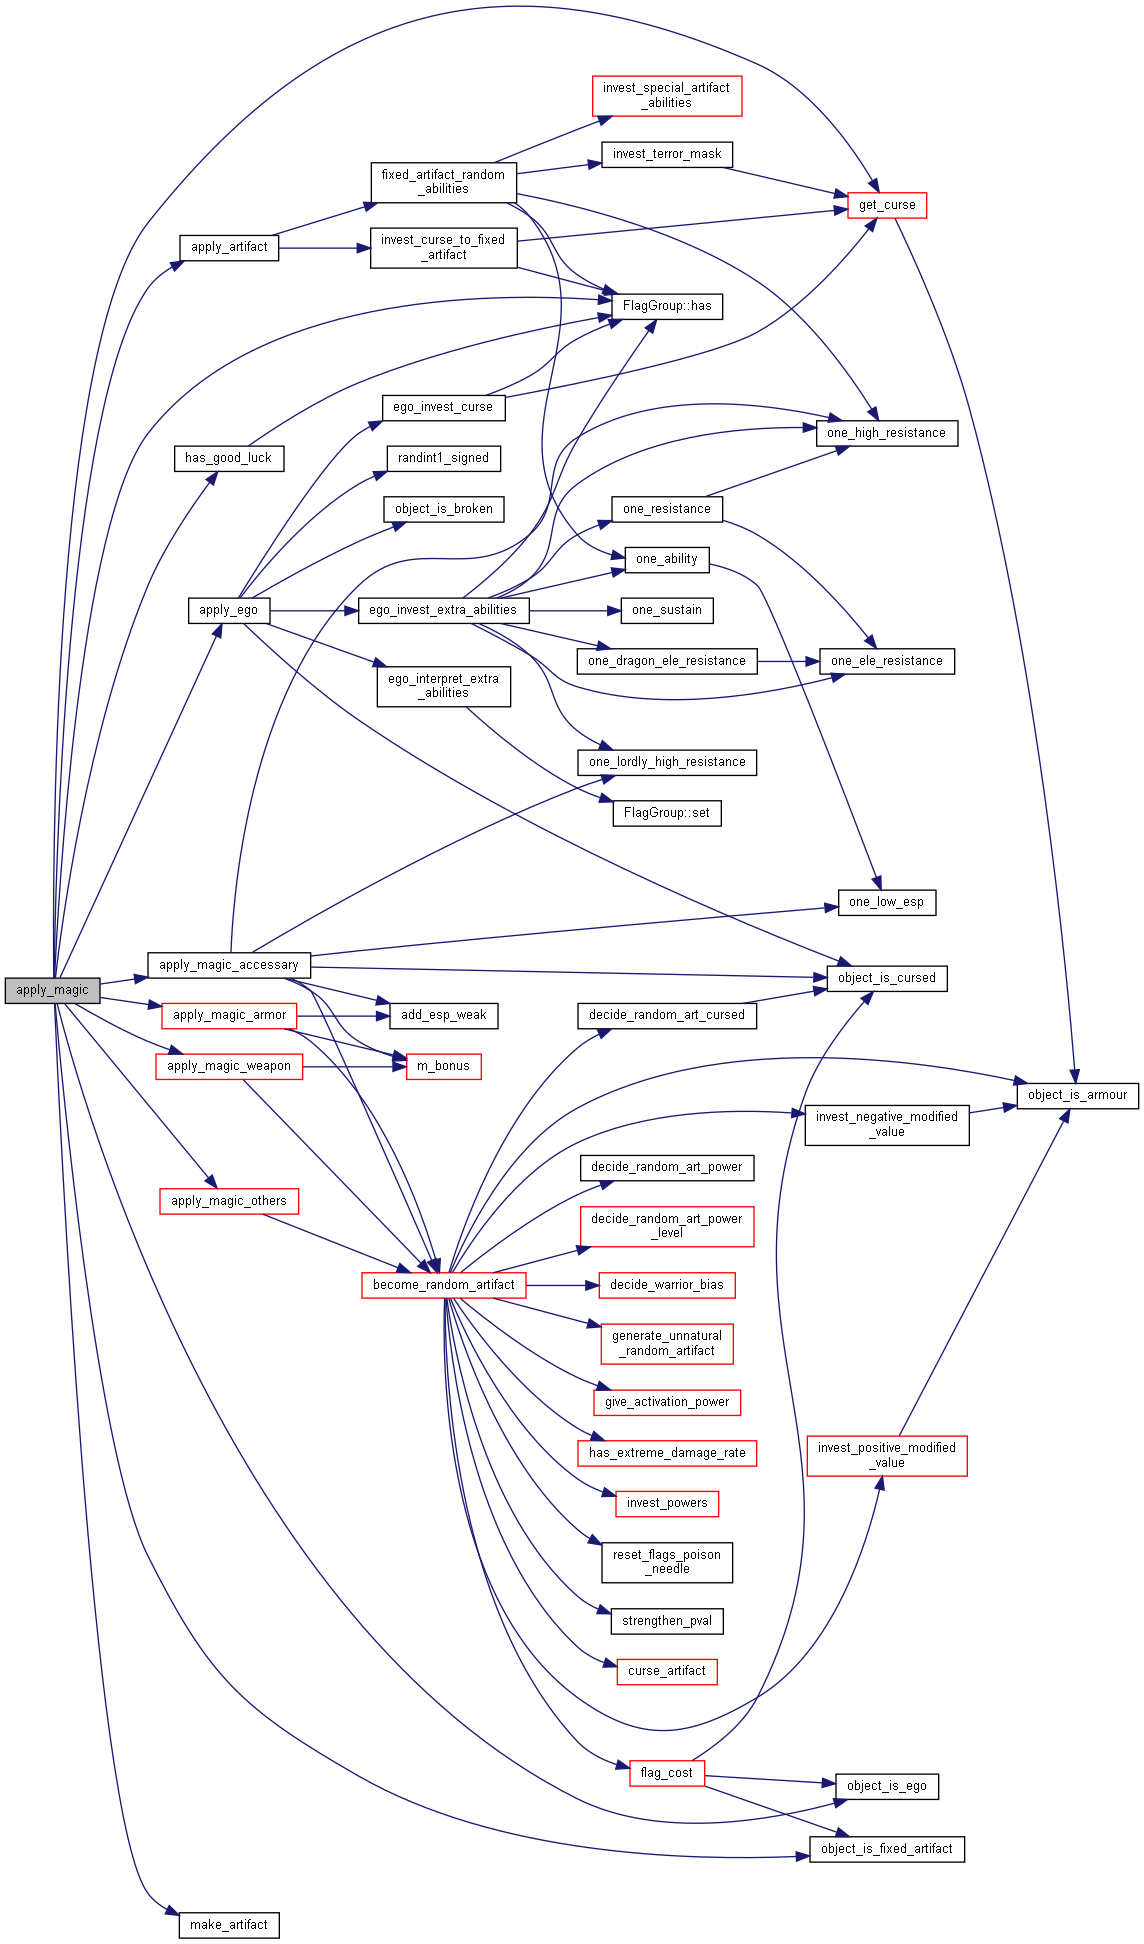 invest_special_artifact
_abilities
invest_terror_mask
fixed_artifact_random
_abilities
get_curse
apply_artifact
invest_curse_to_fixed
_artifact
FlagGroup::has
ego_invest_curse
one_high_resistance
has_good_luck
randint1_signed
object_is_broken
one_resistance
one_ability
apply_ego
ego_invest_extra_abilities
one_sustain
one_dragon_ele_resistance
one_ele_resistance
ego_interpret_extra
_abilities
one_lordly_high_resistance
FlagGroup::set
one_low_esp
apply_magic_accessary
object_is_cursed
apply_magic
apply_magic_armor
add_esp_weak
decide_random_art_cursed
apply_magic_weapon
m_bonus
object_is_armour
invest_negative_modified
_value
decide_random_art_power
apply_magic_others
decide_random_art_power
_level
become_random_artifact
decide_warrior_bias
generate_unnatural
_random_artifact
give_activation_power
has_extreme_damage_rate
invest_positive_modified
_value
invest_powers
reset_flags_poison
_needle
strengthen_pval
curse_artifact
flag_cost
object_is_ego
object_is_fixed_artifact
make_artifact